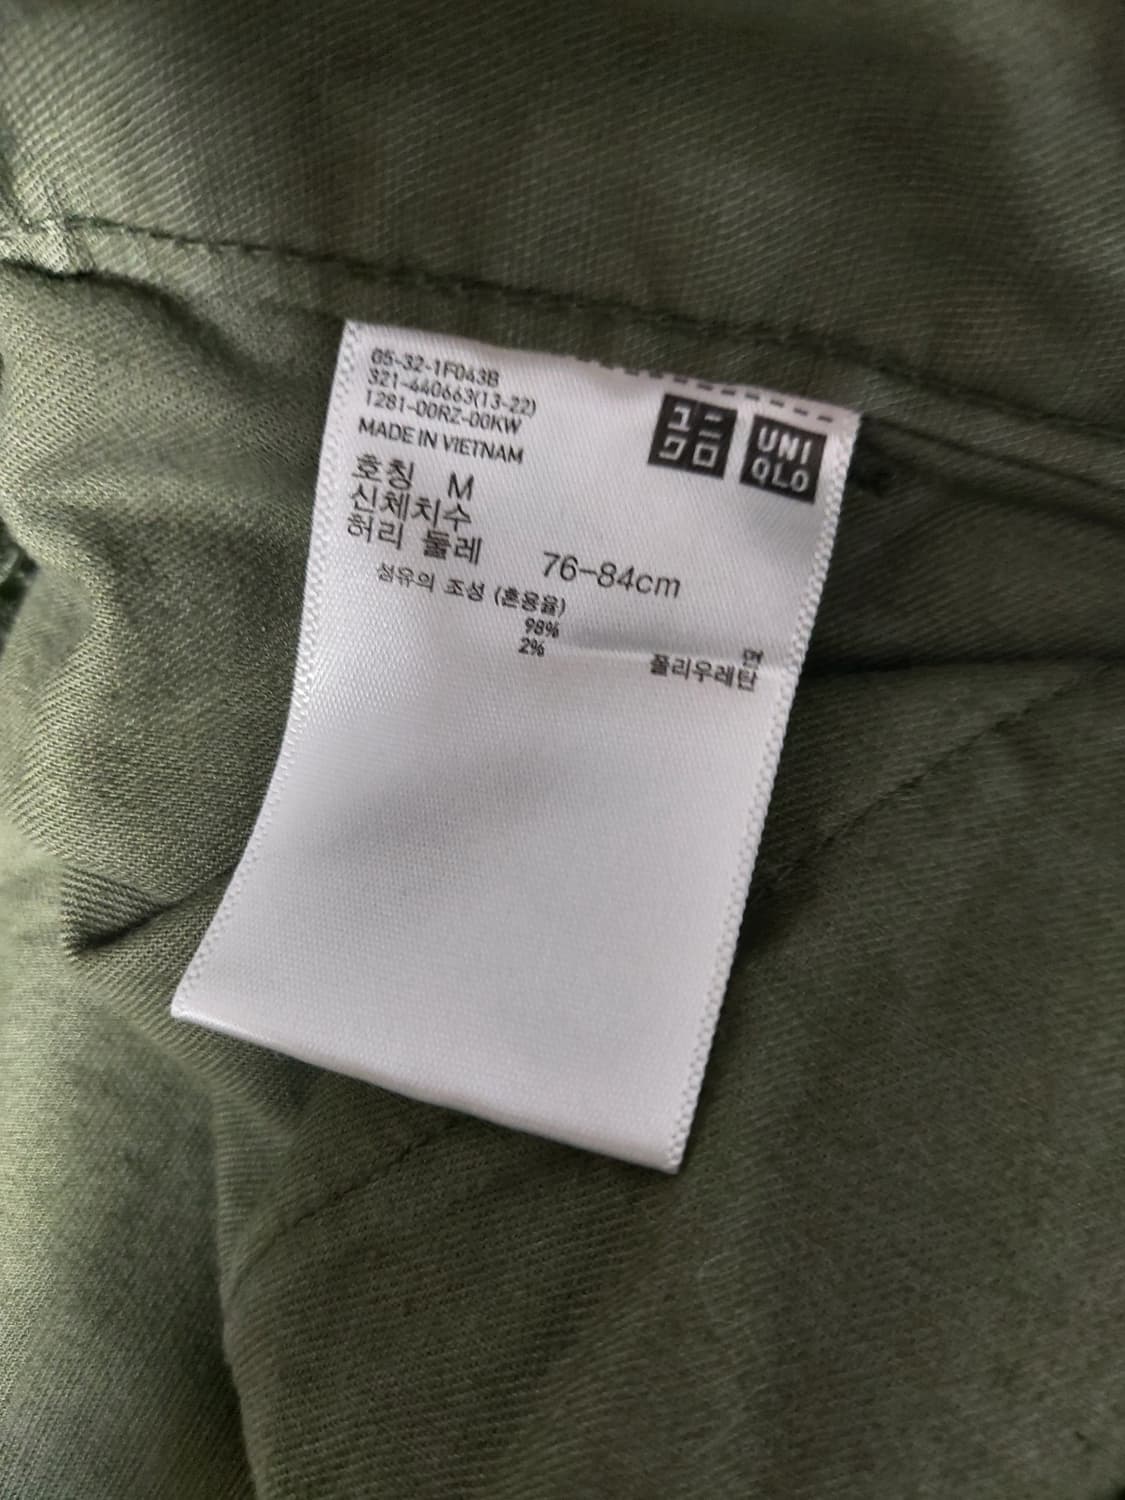 05-32-1F043B
321-440663(13-22)
1281-00RZ-00KW
MADE IN VIETNAM
ユニ
クロ
UNI
QLO
호칭 M
신체치수
허리 둘레 76-84cm
섬유의 조성 (혼용율)
98% 면
2% 폴리우레탄